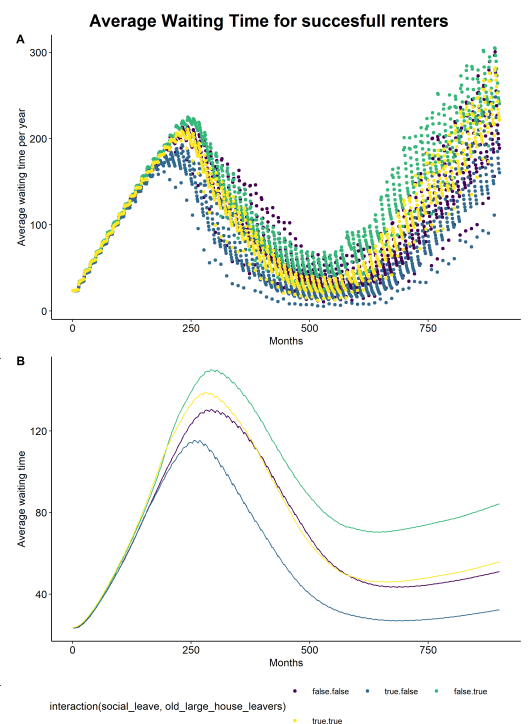 Average Waiting Time for succesfull renters
A
Average waiting time per year
300
200
100
0
0 250 500 750
Months
B
Average waiting time
120
80
40
0 250 500 750
Months
interaction(social_leave, old_large_house_leavers)
false.false true.false false.true
true.true